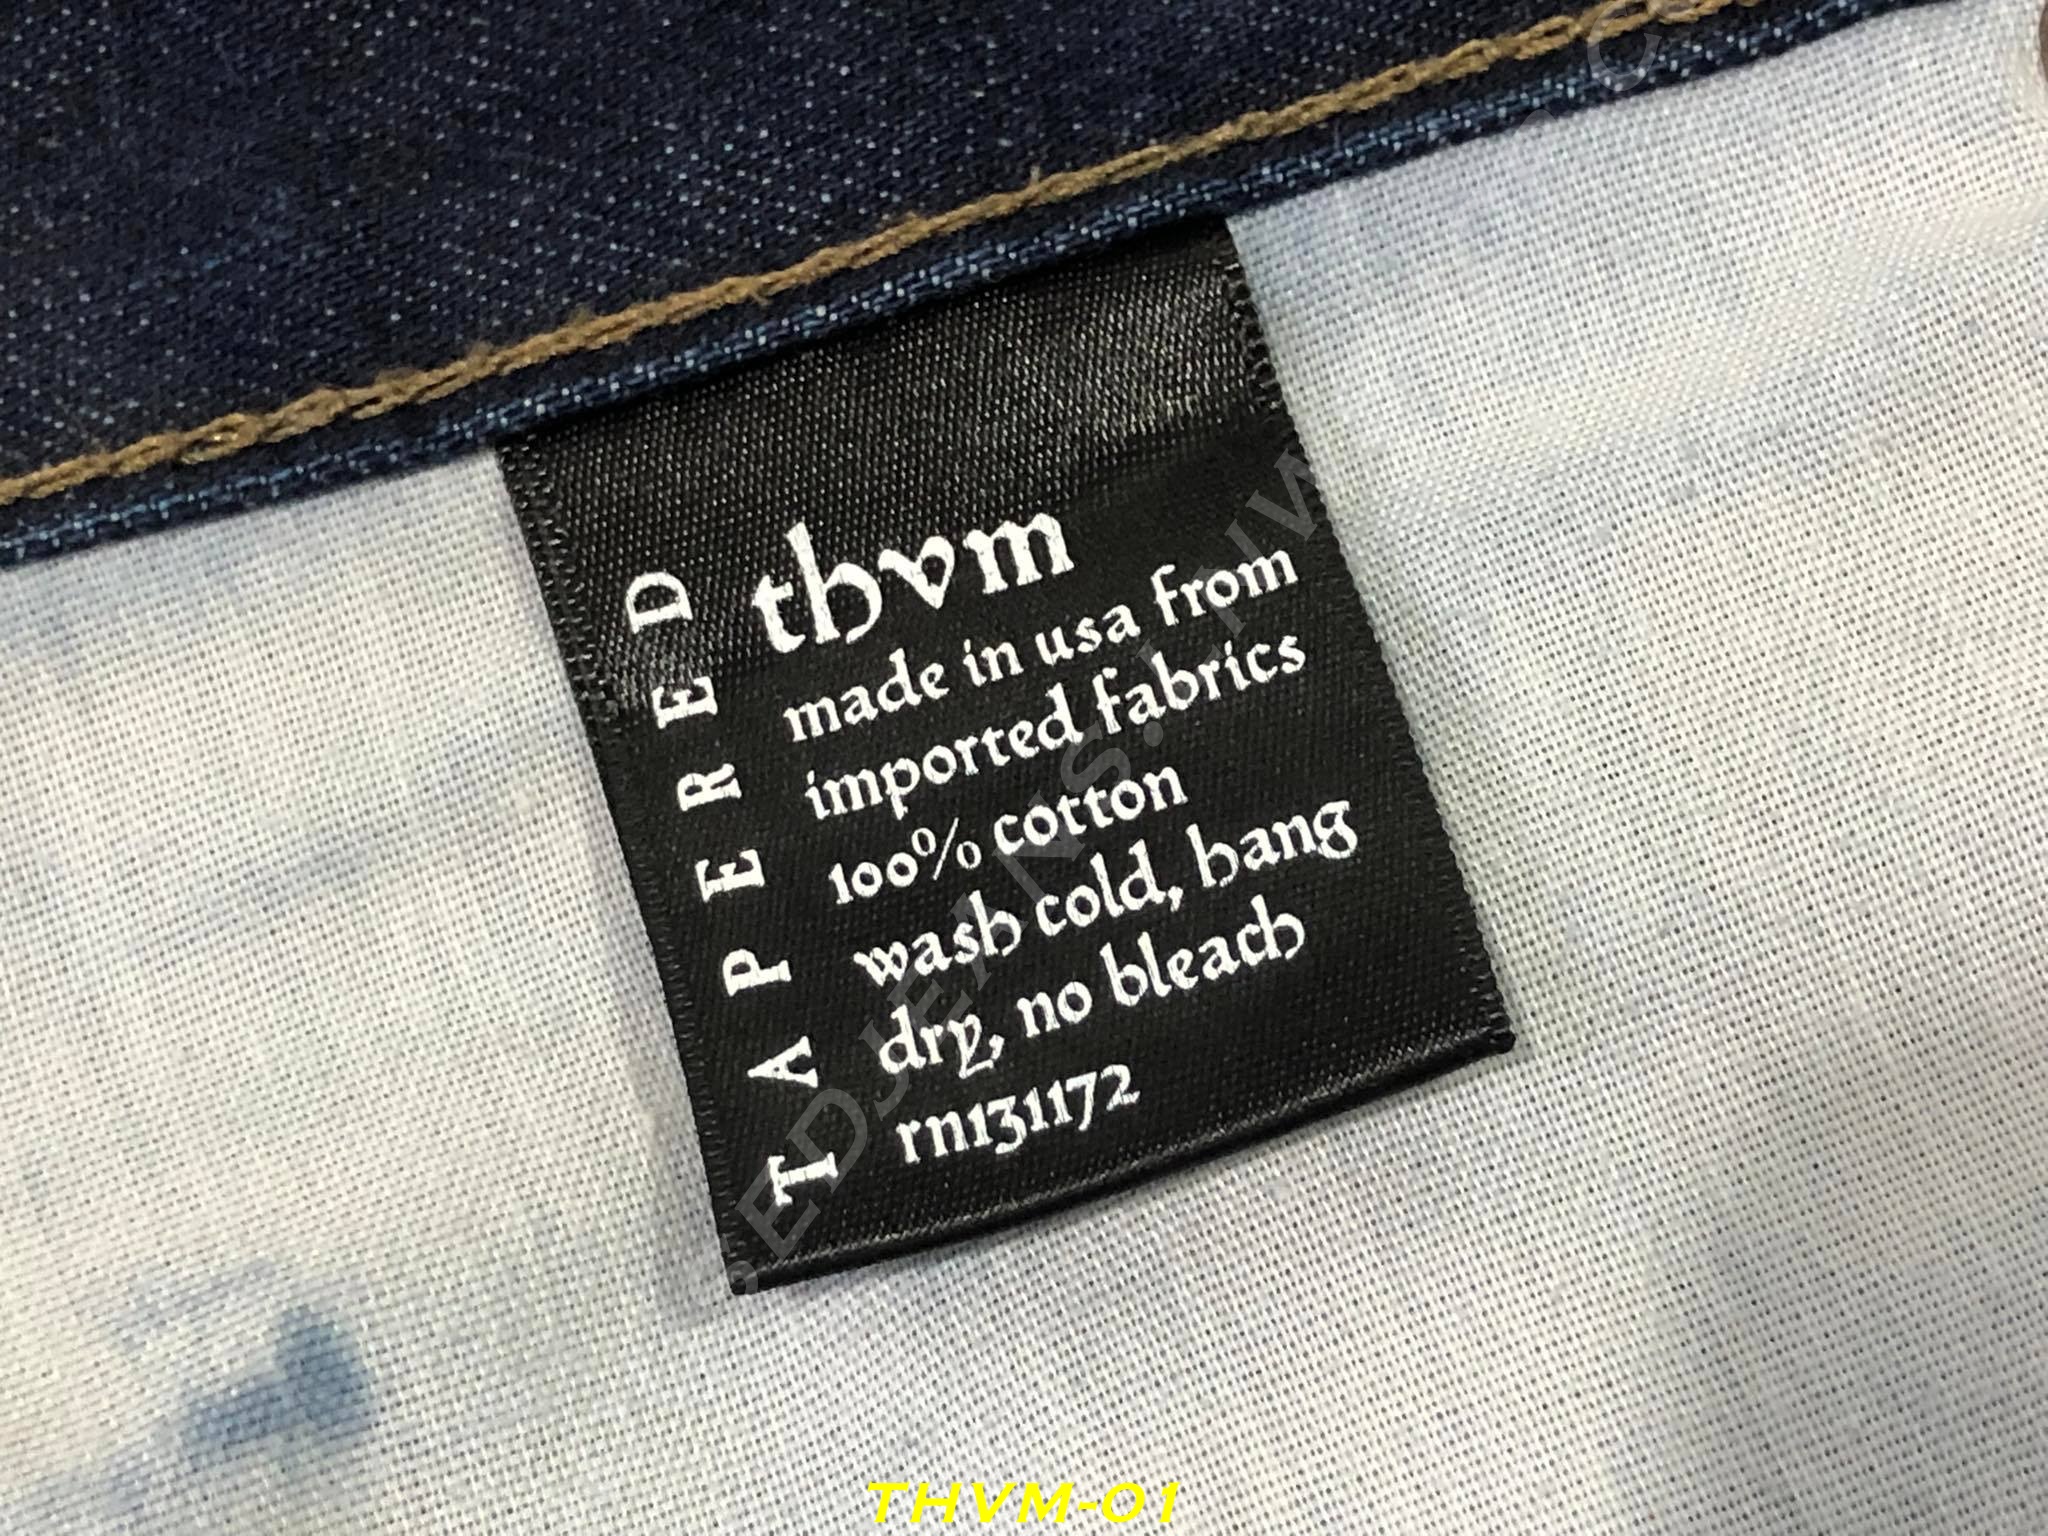 TAPERED
thvm
made in usa from
imported fabrics
100% cotton
wash cold, hang
dry, no bleach
rn131172
THVM-01